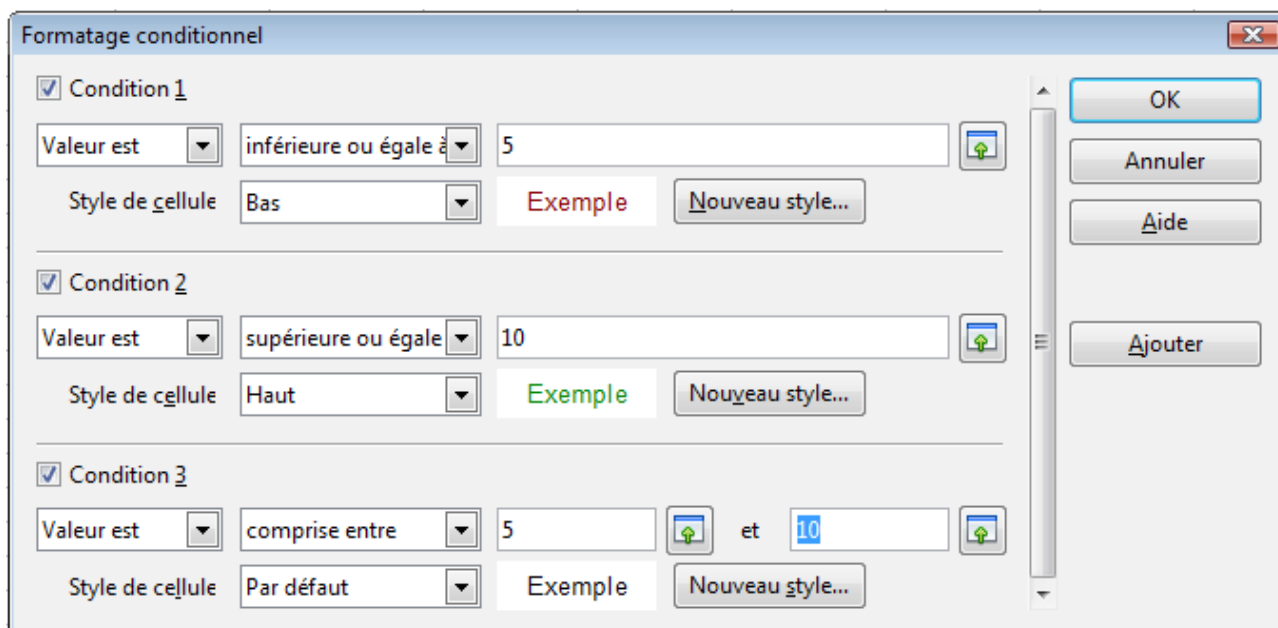 Formatage conditionnel
Condition 1
OK
Valeur est inférieure ou égale à 5
Annuler
Style de cellule Bas Exemple Nouveau style...
Aide
Condition 2
Valeur est supérieure ou égale 10
Ajouter
Style de cellule Haut Exemple Nouveau style...
Condition 3
Valeur est comprise entre 5 et 10
Style de cellule Par défaut Exemple Nouveau style...